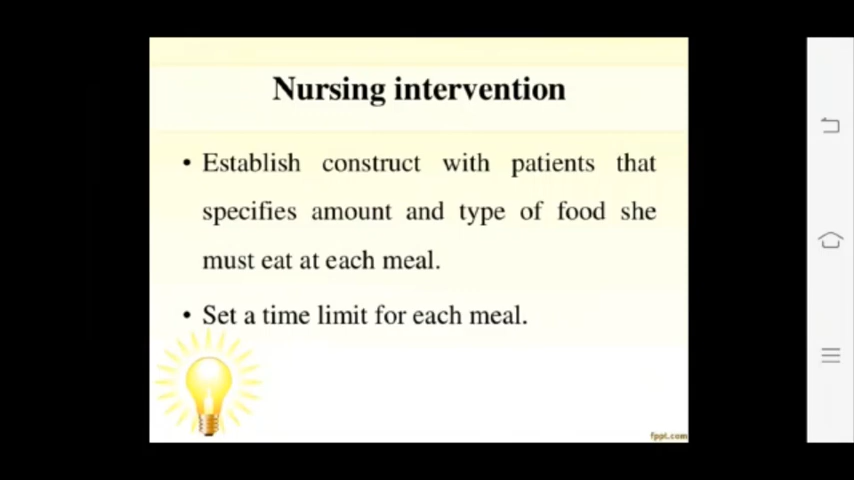 Nursing intervention
• Establish construct with patients that
specifies amount and type of food she
must eat at each meal.
• Set a time limit for each meal.
fppt.com